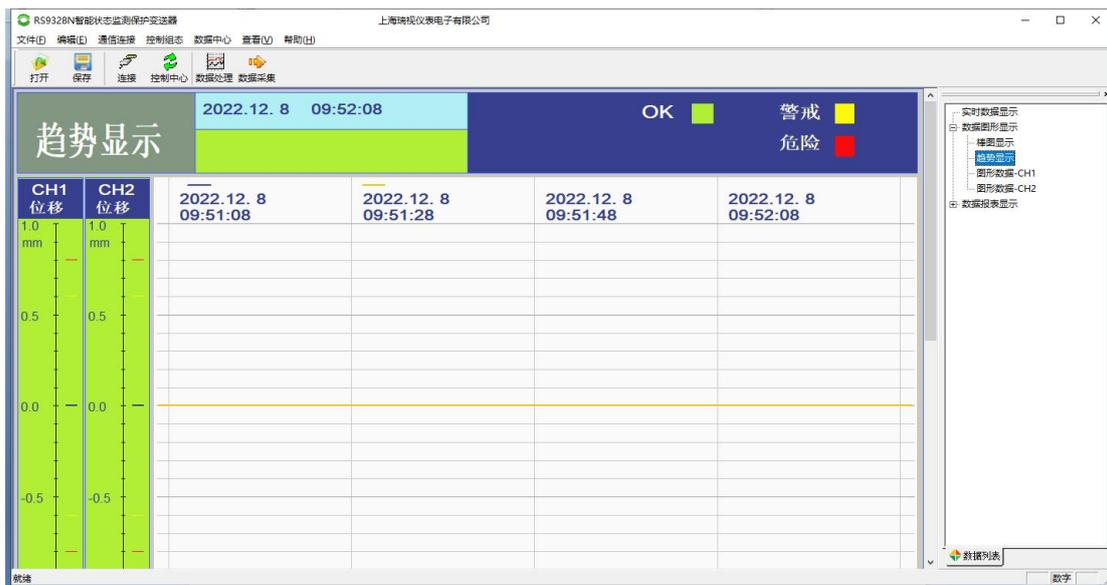 RS9328N智能状态监测保护变送器 上海瑞视仪表电子有限公司
文件(F) 编辑(E) 通信连接 控制组态 数据中心 查看(V) 帮助(H)
打开 保存 连接 控制中心 数据处理 数据采集
趋势显示
2022.12. 8 09:52:08
OK 警戒
危险
CH1 CH2
位移 位移
2022.12. 8 2022.12. 8 2022.12. 8 2022.12. 8
09:51:08 09:51:28 09:51:48 09:52:08
1.0 1.0
mm mm
0.5 0.5
0.0 0.0
-0.5 -0.5
实时数据显示
数据图形显示
棒图显示
趋势显示
图形数据-CH1
图形数据-CH2
数据报表显示
数据列表
就绪 数字